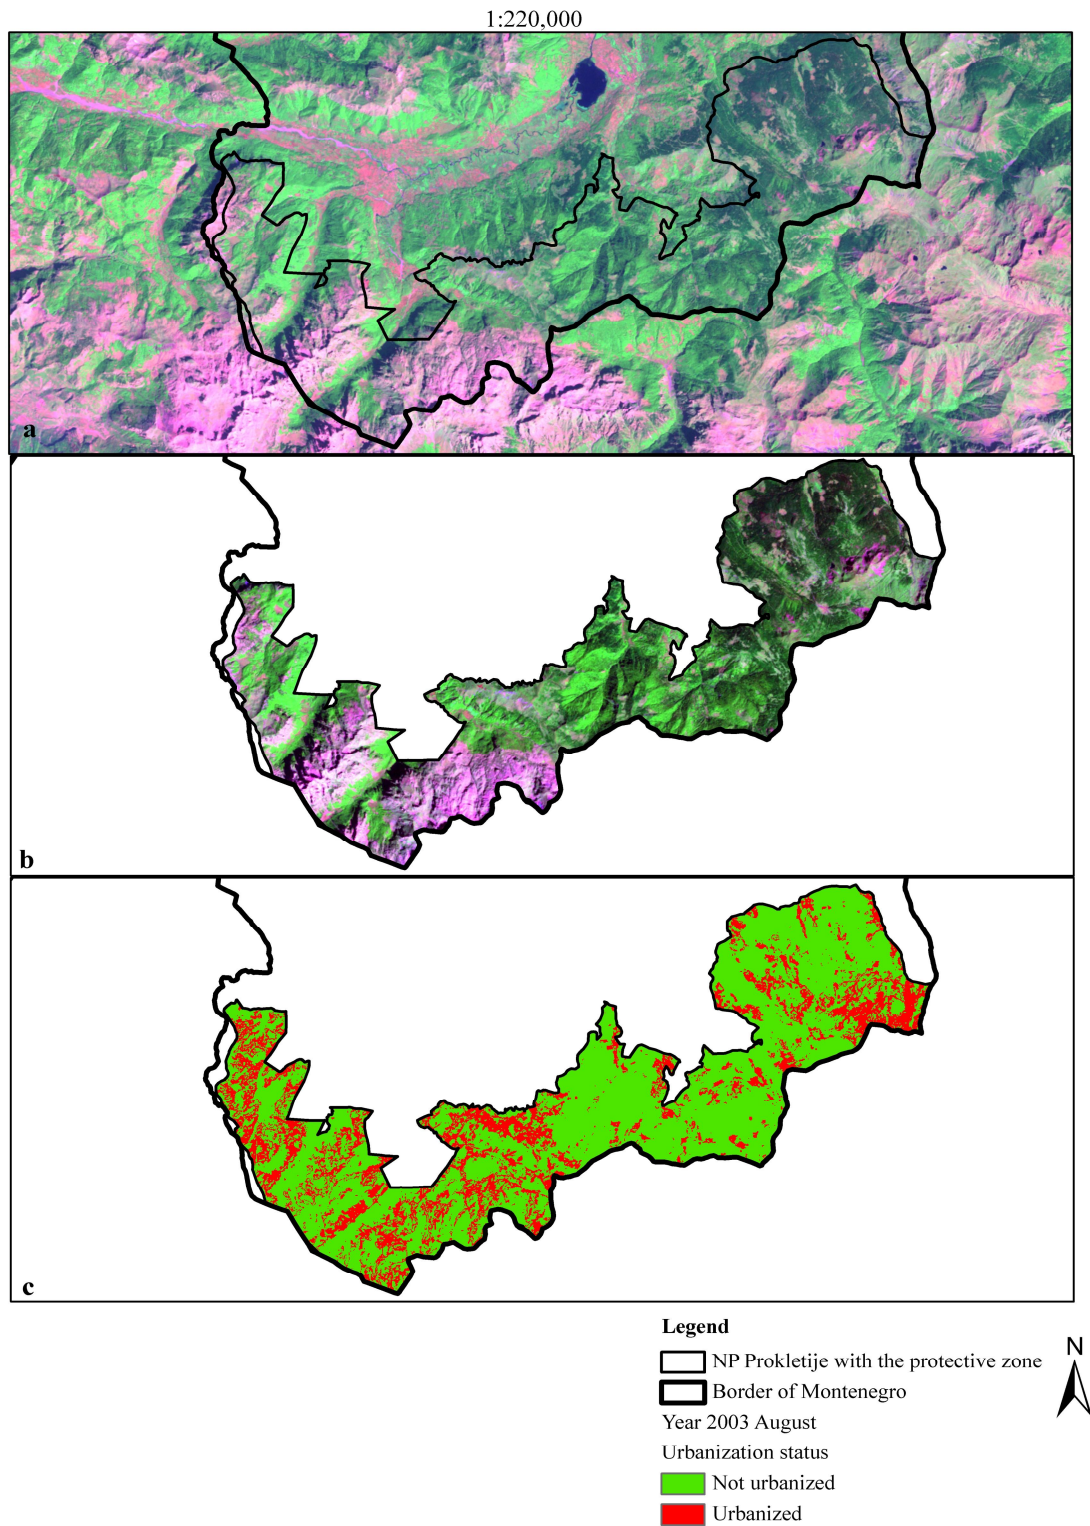 1:220,000
a
b
c
Legend
N
NP Prokletije with the protective zone
Border of Montenegro
Year 2003 August
Urbanization status
Not urbanized
Urbanized